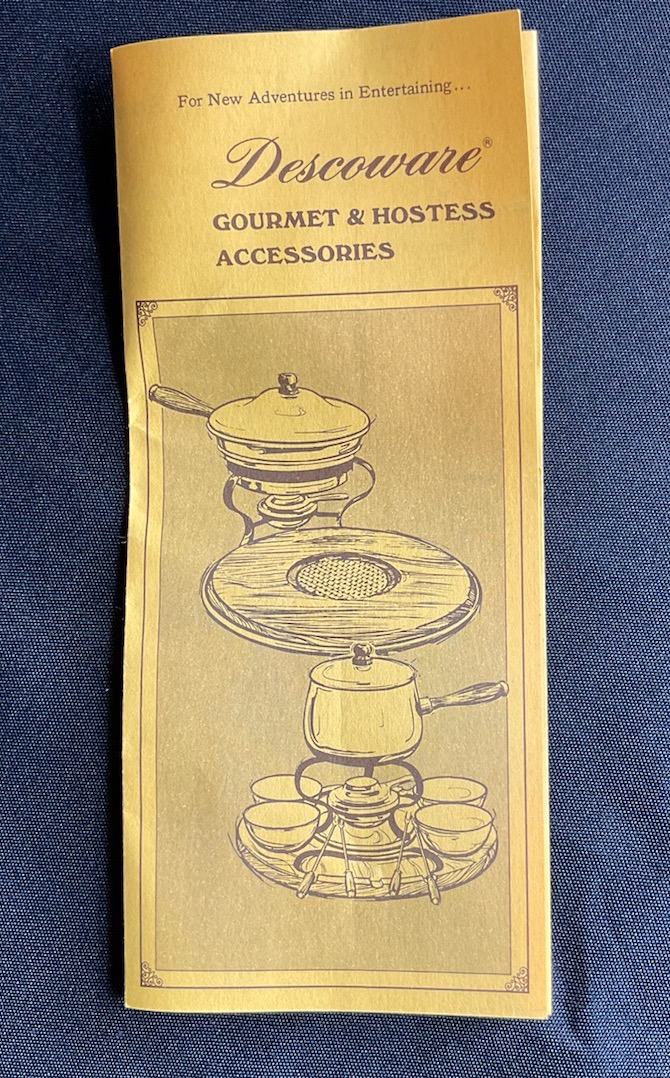 For New Adventures in Entertaining...
Descoware®
GOURMET & HOSTESS
ACCESSORIES